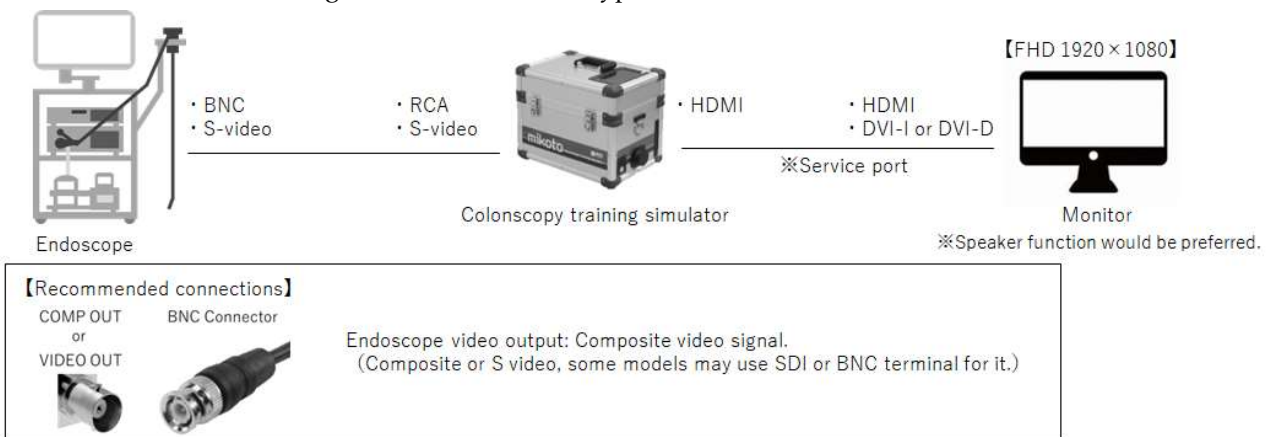 【FHD 1920×1080】
・BNC
・S-video
・RCA
・S-video
・HDMI
・HDMI
・DVI-I or DVI-D
mikoto
※Service port
Colonscopy training simulator
Monitor
Endoscope
※Speaker function would be preferred.
【Recommended connections】
COMP OUT
or
VIDEO OUT
BNC Connector
Endoscope video output: Composite video signal.
(Composite or S video, some models may use SDI or BNC terminal for it.)